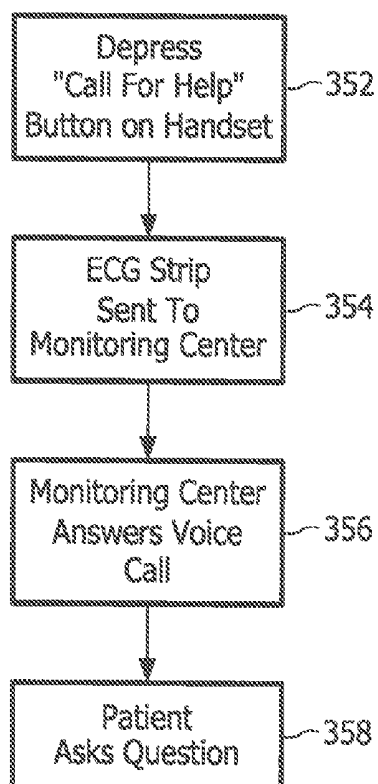 Depress
"Call For Help"
Button on Handset
352
ECG Strip
Sent To
Monitoring Center
354
Monitoring Center
Answers Voice
Call
356
Patient
Asks Question
358